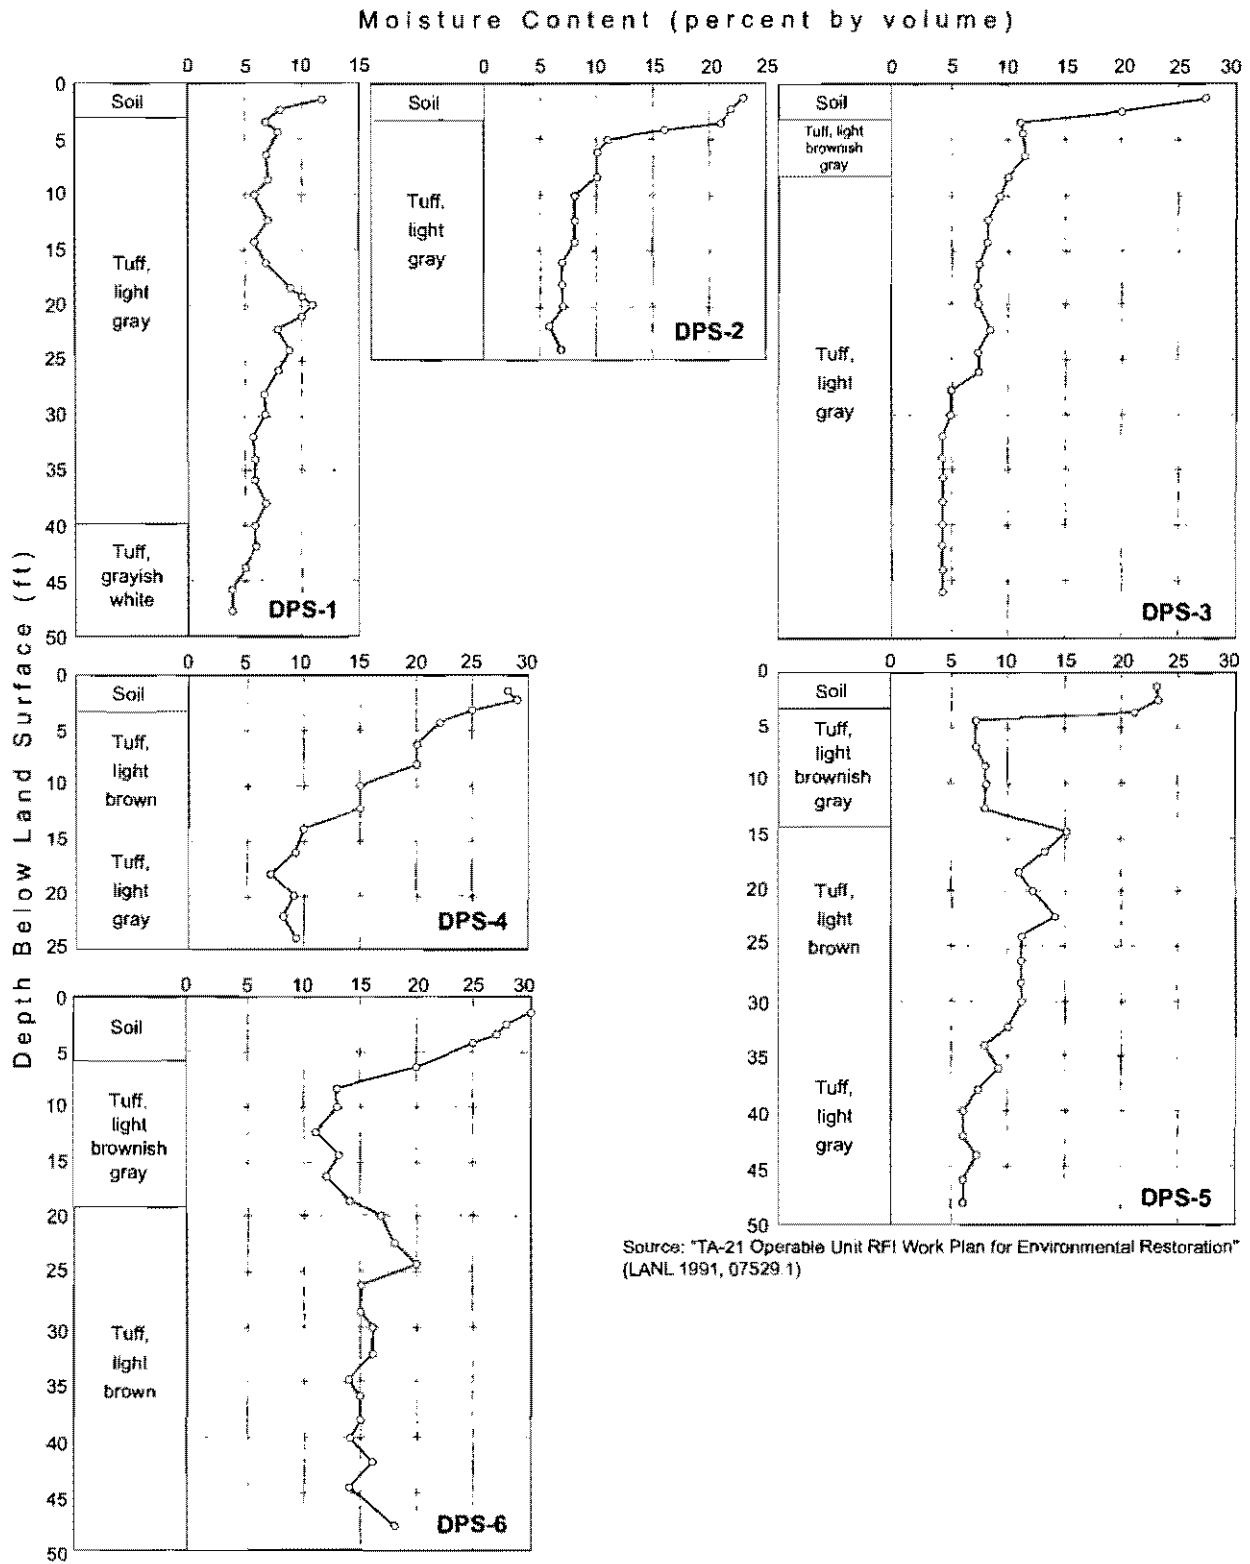 Moisture Content (percent by volume)
Depth Below Land Surface (ft)
0 5 10 15
0
5
10
15
20
25
30
35
40
45
50
Soil
Tuff,
light
gray
Tuff,
grayish
white
DPS-1
0 5 10 15 20 25
Soil
Tuff,
light
gray
DPS-2
0 5 10 15 20 25 30
Soil
Tuff, light
brownish
gray
Tuff,
light
gray
DPS-3
0 5 10 15 20 25 30
0
5
10
15
20
25
Soil
Tuff,
light
brown
Tuff,
light
gray
DPS-4
0 5 10 15 20 25 30
0
5
10
15
20
25
30
35
40
45
50
Soil
Tuff,
light
brownish
gray
Tuff,
light
brown
Tuff,
light
gray
DPS-5
0 5 10 15 20 25 30
0
5
10
15
20
25
30
35
40
45
50
Soil
Tuff,
light
brownish
gray
Tuff,
light
brown
DPS-6
Source: "TA-21 Operable Unit RFI Work Plan for Environmental Restoration"
(LANL 1991, 07529.1)